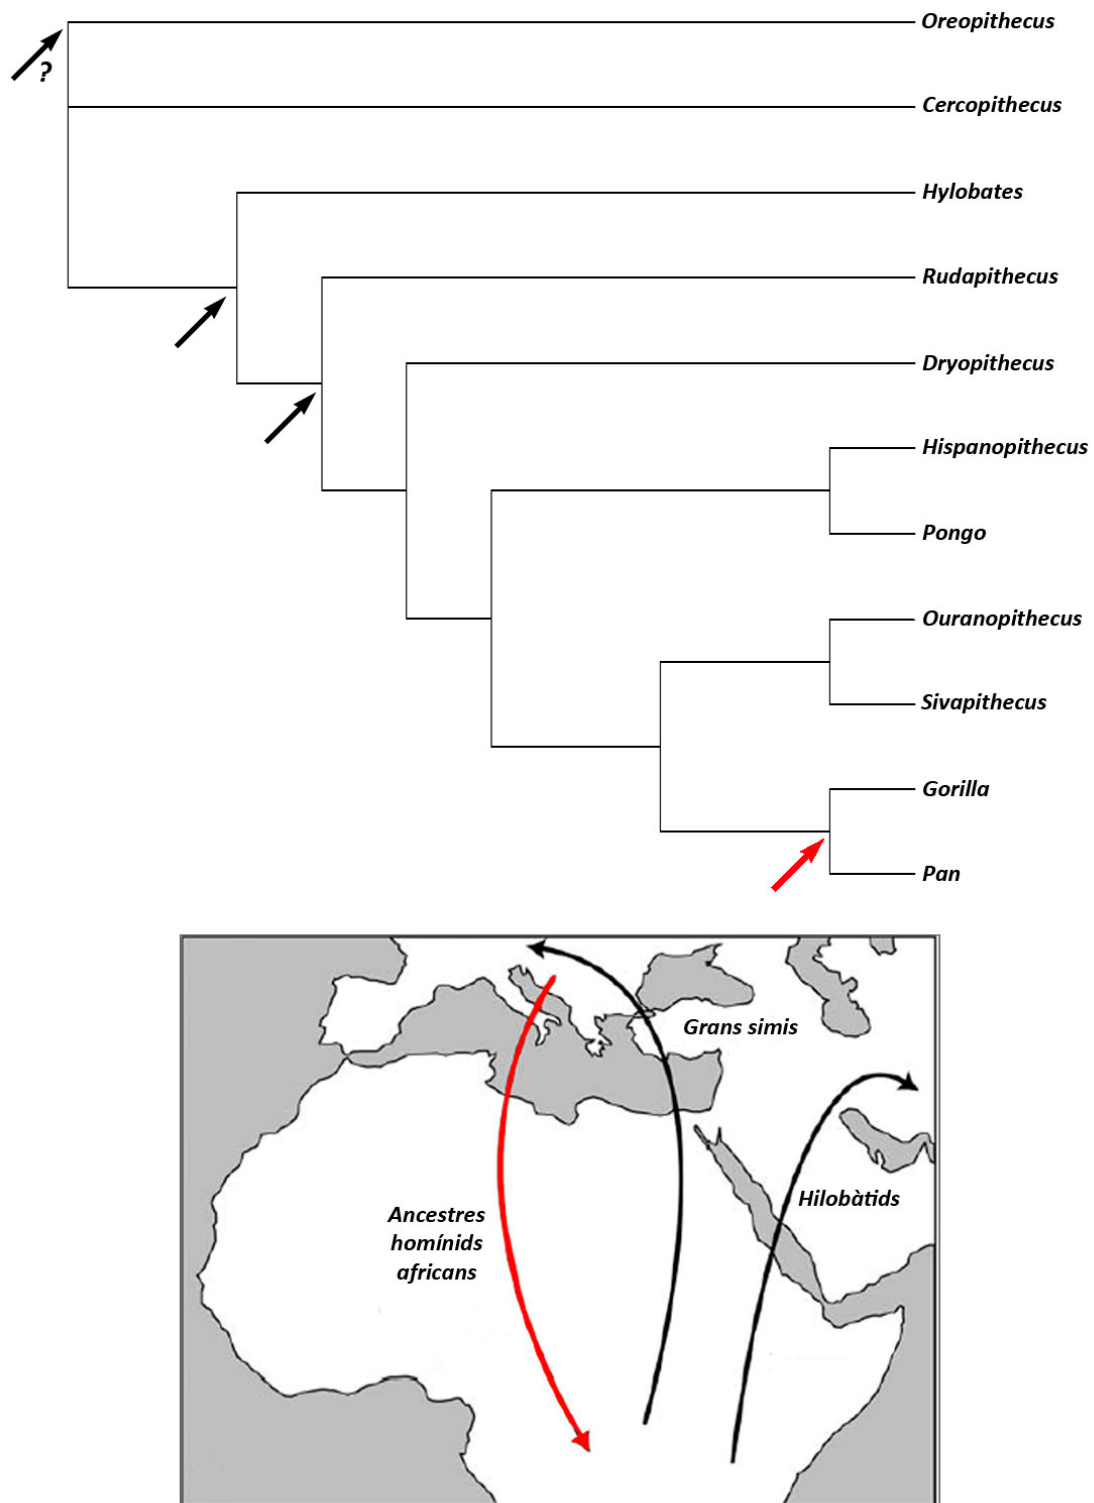 Oreopithecus
?
Cercopithecus
Hylobates
Rudapithecus
Dryopithecus
Hispanopithecus
Pongo
Ouranopithecus
Sivapithecus
Gorilla
Pan
Grans simis
Hilobàtids
Ancestres
homínids
africans